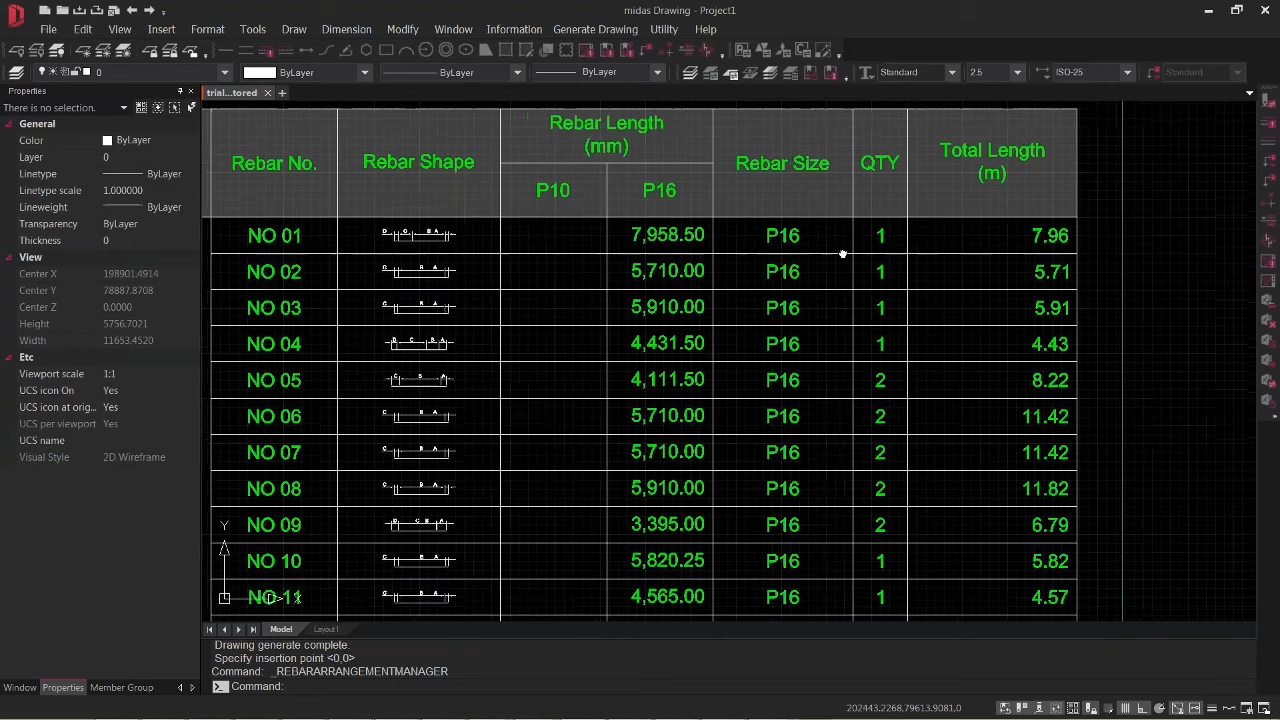 midas Drawing - Project1
File Edit View Insert Format Tools Draw Dimension Modify Window Information Generate Drawing Utility Help
0 ByLayer ByLayer ByLayer Standard 2.5 ISO-25 Standard
Properties
trial...tored
There is no selection.
General
Color ByLayer
Layer 0
Linetype ByLayer
Linetype scale 1.000000
Lineweight ByLayer
Transparency ByLayer
Thickness 0
View
Center X 198901.4914
Center Y 78887.8708
Center Z 0.0000
Height 5756.7021
Width 11653.4520
Etc
Viewport scale 1:1
UCS icon On Yes
UCS icon at orig... Yes
UCS per viewport Yes
UCS name
Visual Style 2D Wireframe
Rebar No. Rebar Shape Rebar Length (mm) Rebar Size QTY Total Length (m)
P10 P16
NO 01 D G B A 7,958.50 P16 1 7.96
NO 02 C B A 5,710.00 P16 1 5.71
NO 03 C B A 5,910.00 P16 1 5.91
NO 04 D C B A 4,431.50 P16 1 4.43
NO 05 C B A 4,111.50 P16 2 8.22
NO 06 C B A 5,710.00 P16 2 11.42
NO 07 C B A 5,710.00 P16 2 11.42
NO 08 C B A 5,910.00 P16 2 11.82
NO 09 D C B A 3,395.00 P16 2 6.79
NO 10 C B A 5,820.25 P16 1 5.82
NO 11 C B A 4,565.00 P16 1 4.57
Y
X
Model Layout1
Drawing generate complete.
Specify insertion point <0,0>
Command: _REBARARRANGEMENTMANAGER
Command:
Window Properties Member Group
202443.2268,79613.9081,0